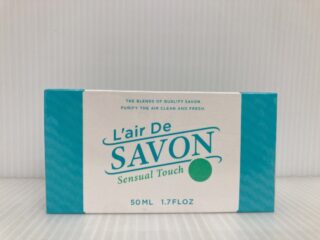 THE BLENDS OF QUALITY SAVON
PURIFY THE AIR CLEAN AND FRESH.
L'air De
SAVON
Sensual Touch
50ML 1.7FLOZ